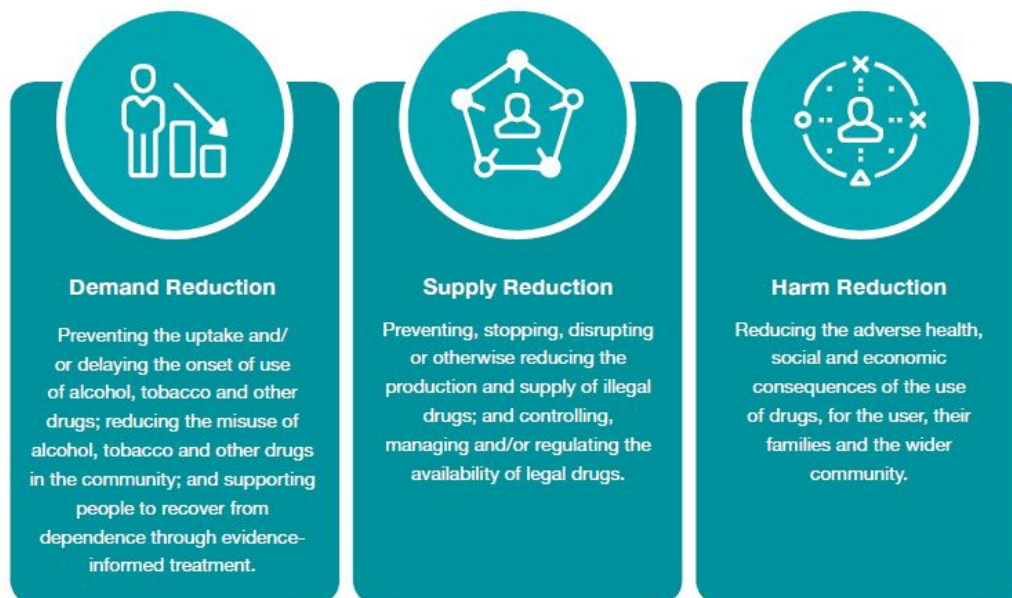 Demand Reduction
Preventing the uptake and/
or delaying the onset of use
of alcohol, tobacco and other
drugs; reducing the misuse of
alcohol, tobacco and other drugs
in the community; and supporting
people to recover from
dependence through evidence-
informed treatment.
Supply Reduction
Preventing, stopping, disrupting
or otherwise reducing the
production and supply of illegal
drugs; and controlling,
managing and/or regulating the
availability of legal drugs.
Harm Reduction
Reducing the adverse health,
social and economic
consequences of the use
of drugs, for the user, their
families and the wider
community.